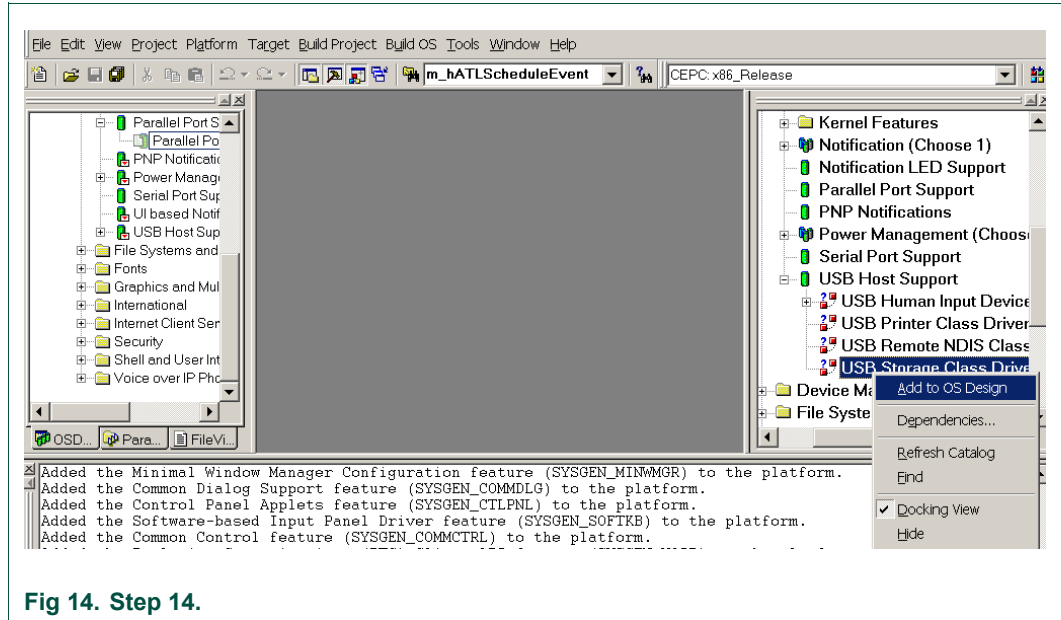 File Edit View Project Platform Target Build Project Build OS Tools Window Help
m_hATLScheduleEvent CEPC: x86_Release
Parallel Port S
Parallel Po
PNP Notificatio
Power Manag
Serial Port Sup
UI based Notif
USB Host Sup
File Systems and
Fonts
Graphics and Mul
International
Internet Client Ser
Security
Shell and User Int
Voice over IP Pho
OSD... Para... FileVi...
Kernel Features
Notification (Choose 1)
Notification LED Support
Parallel Port Support
PNP Notifications
Power Management (Choos
Serial Port Support
USB Host Support
USB Human Input Device
USB Printer Class Driver
USB Remote NDIS Class
USB Storage Class Drive
Device Ma
File Syste
Add to OS Design
Dependencies...
Refresh Catalog
Find
Docking View
Hide
Added the Minimal Window Manager Configuration feature (SYSGEN_MINWMGR) to the platform.
Added the Common Dialog Support feature (SYSGEN_COMMDLG) to the platform.
Added the Control Panel Applets feature (SYSGEN_CTLPNL) to the platform.
Added the Software-based Input Panel Driver feature (SYSGEN_SOFTKB) to the platform.
Added the Common Control feature (SYSGEN_COMMCTRL) to the platform.
Fig 14. Step 14.